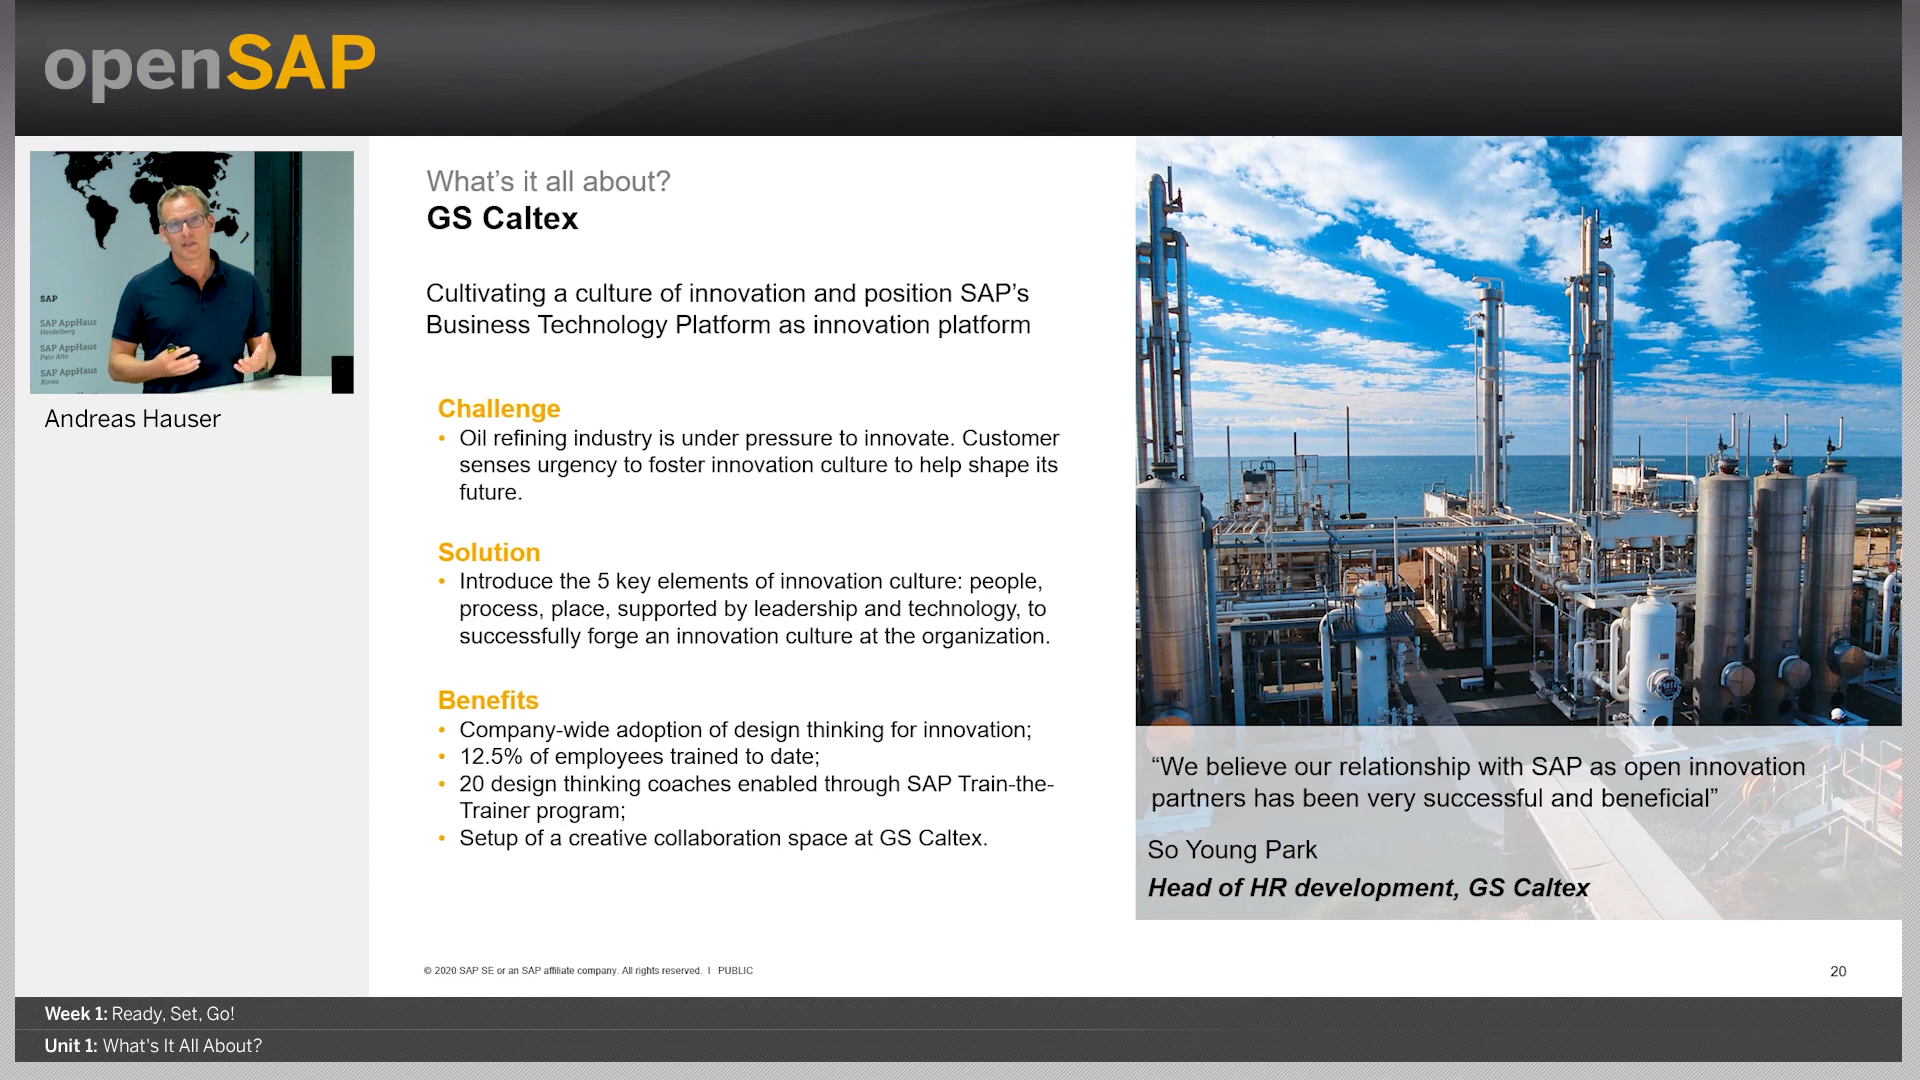 openSAP
SAP
SAP AppHaus
Heidelberg
SAP AppHaus
Palo Alto
SAP AppHaus
Korea
Andreas Hauser
What’s it all about?
GS Caltex
Cultivating a culture of innovation and position SAP’s
Business Technology Platform as innovation platform
Challenge
• Oil refining industry is under pressure to innovate. Customer
senses urgency to foster innovation culture to help shape its
future.
Solution
• Introduce the 5 key elements of innovation culture: people,
process, place, supported by leadership and technology, to
successfully forge an innovation culture at the organization.
Benefits
• Company-wide adoption of design thinking for innovation;
• 12.5% of employees trained to date;
• 20 design thinking coaches enabled through SAP Train-the-
Trainer program;
• Setup of a creative collaboration space at GS Caltex.
“We believe our relationship with SAP as open innovation
partners has been very successful and beneficial”
So Young Park
Head of HR development, GS Caltex
© 2020 SAP SE or an SAP affiliate company. All rights reserved. I PUBLIC
20
Week 1: Ready, Set, Go!
Unit 1: What's It All About?